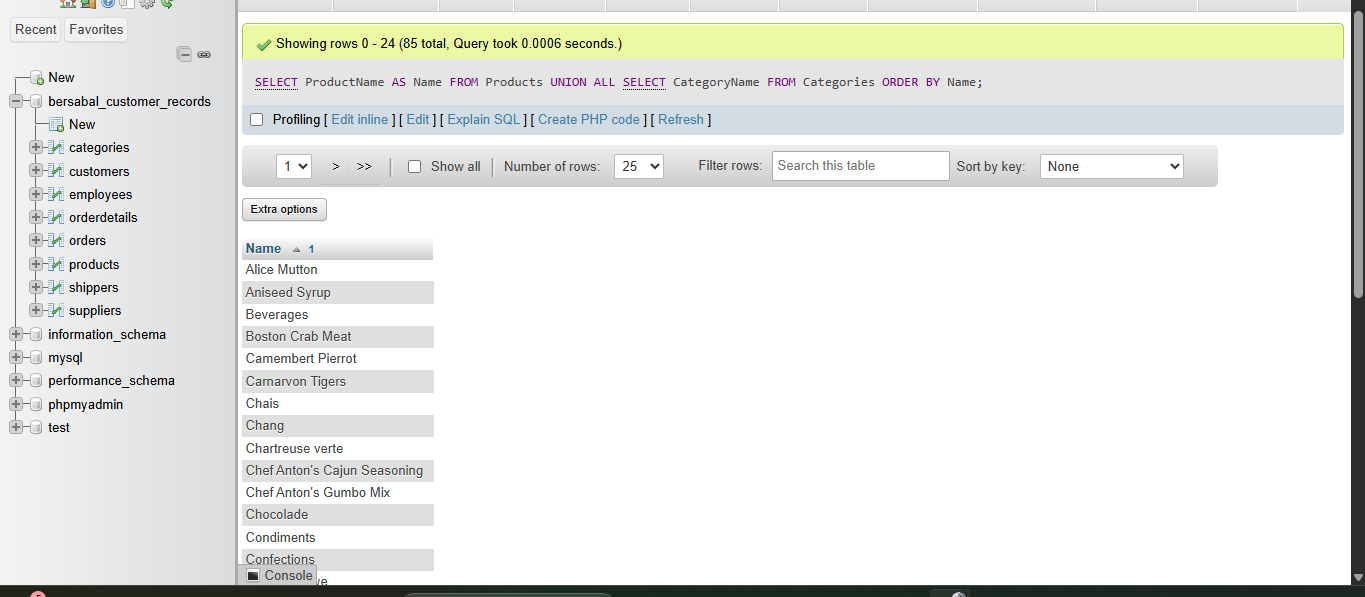 Recent Favorites
New
bersabal_customer_records
New
categories
customers
employees
orderdetails
orders
products
shippers
suppliers
information_schema
mysql
performance_schema
phpmyadmin
test
Showing rows 0 - 24 (85 total, Query took 0.0006 seconds.)
SELECT ProductName AS Name FROM Products UNION ALL SELECT CategoryName FROM Categories ORDER BY Name;
Profiling [ Edit inline ] [ Edit ] [ Explain SQL ] [ Create PHP code ] [ Refresh ]
1 > >> Show all Number of rows: 25 Filter rows: Search this table Sort by key: None
Extra options
Name 1
Alice Mutton
Aniseed Syrup
Beverages
Boston Crab Meat
Camembert Pierrot
Carnarvon Tigers
Chais
Chang
Chartreuse verte
Chef Anton's Cajun Seasoning
Chef Anton's Gumbo Mix
Chocolade
Condiments
Confections
Console